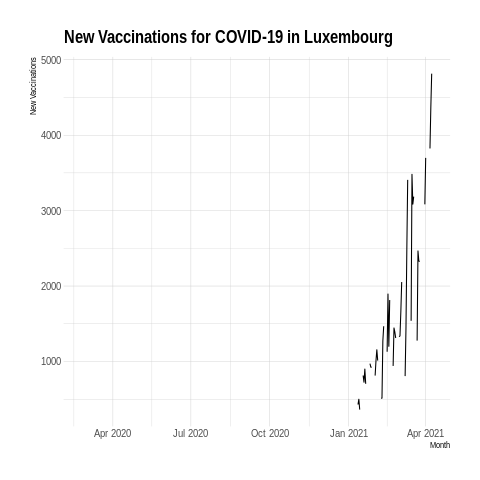 New Vaccinations for COVID-19 in Luxembourg
New Vaccinations
5000
4000
3000
2000
1000
Apr 2020 Jul 2020 Oct 2020 Jan 2021 Apr 2021
Month